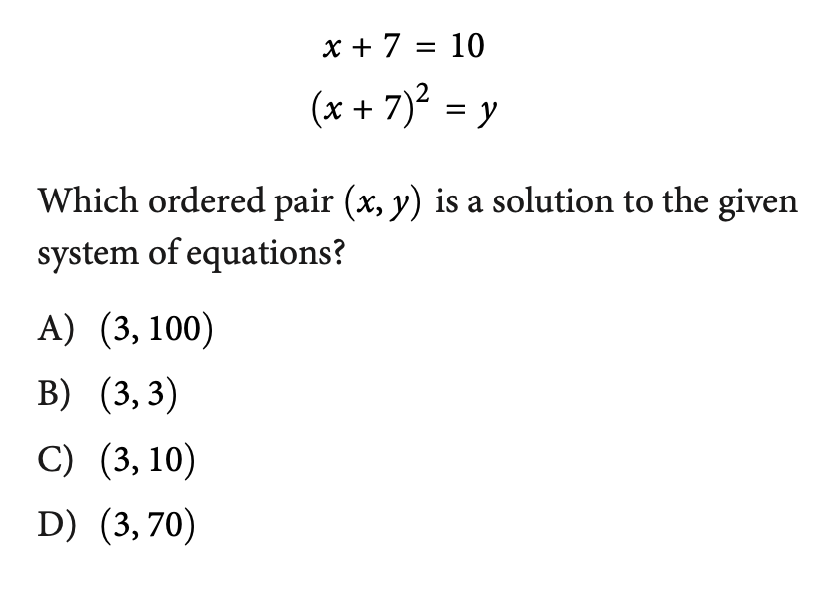 x + 7 = 10
(x + 7)² = y
Which ordered pair (x, y) is a solution to the given
system of equations?
A) (3, 100)
B) (3, 3)
C) (3, 10)
D) (3, 70)